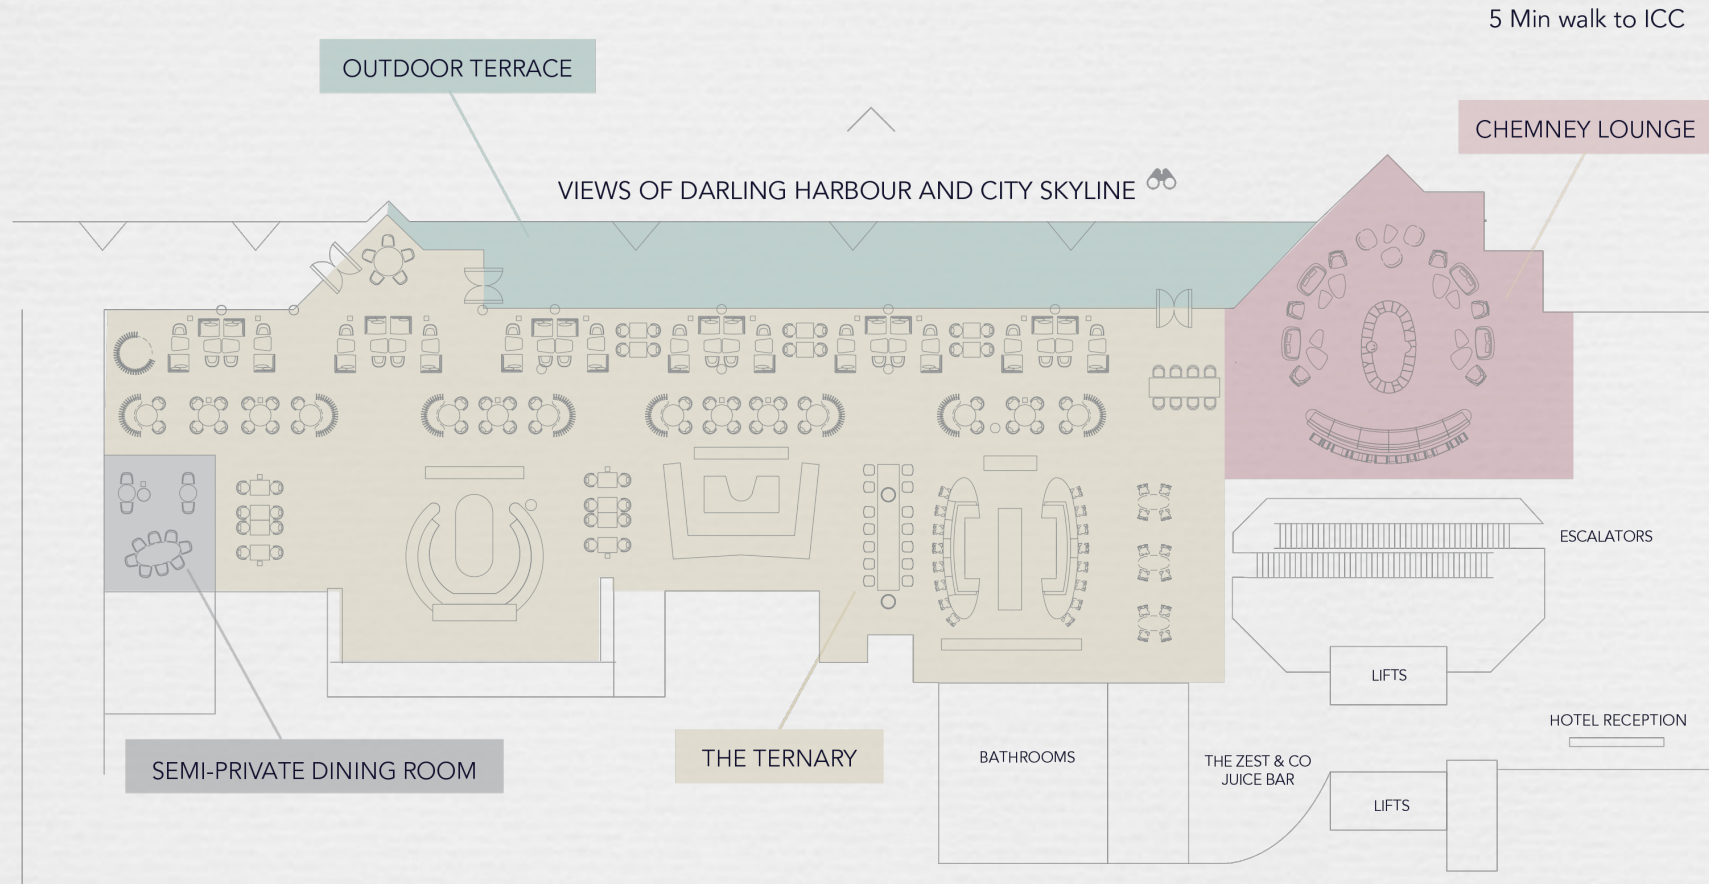 5 Min walk to ICC
OUTDOOR TERRACE
CHEMNEY LOUNGE
VIEWS OF DARLING HARBOUR AND CITY SKYLINE
ESCALATORS
LIFTS
HOTEL RECEPTION
SEMI-PRIVATE DINING ROOM
THE TERNARY
BATHROOMS
THE ZEST & CO
JUICE BAR
LIFTS